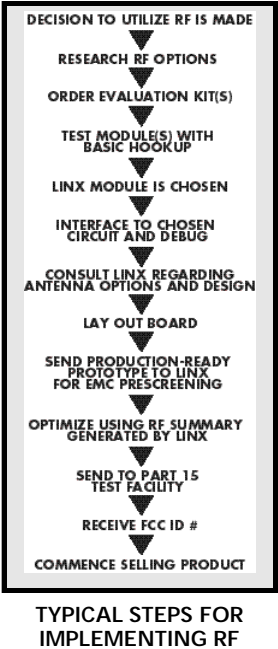 DECISION TO UTILIZE RF IS MADE
RESEARCH RF OPTIONS
ORDER EVALUATION KIT(S)
TEST MODULE(S) WITH
BASIC HOOKUP
LINX MODULE IS CHOSEN
INTERFACE TO CHOSEN
CIRCUIT AND DEBUG
CONSULT LINX REGARDING
ANTENNA OPTIONS AND DESIGN
LAY OUT BOARD
SEND PRODUCTION-READY
PROTOTYPE TO LINX
FOR EMC PRESCREENING
OPTIMIZE USING RF SUMMARY
GENERATED BY LINX
SEND TO PART 15
TEST FACILITY
RECEIVE FCC ID #
COMMENCE SELLING PRODUCT
TYPICAL STEPS FOR
IMPLEMENTING RF